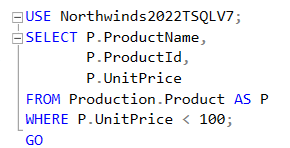 USE Northwinds2022TSQLV7;
SELECT P.ProductName,
       P.ProductId,
       P.UnitPrice
FROM Production.Product AS P
WHERE P.UnitPrice < 100;
GO